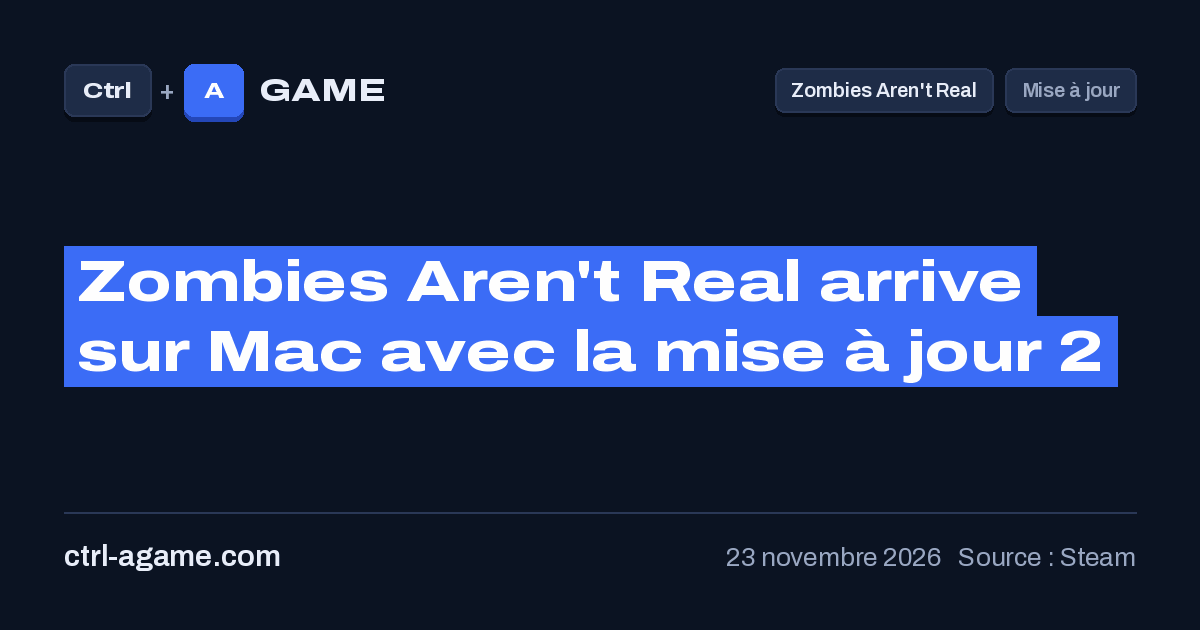 Ctrl + A GAME
Zombies Aren't Real
Mise à jour
Zombies Aren't Real arrive
sur Mac avec la mise à jour 2
ctrl-agame.com
23 novembre 2026 Source : Steam